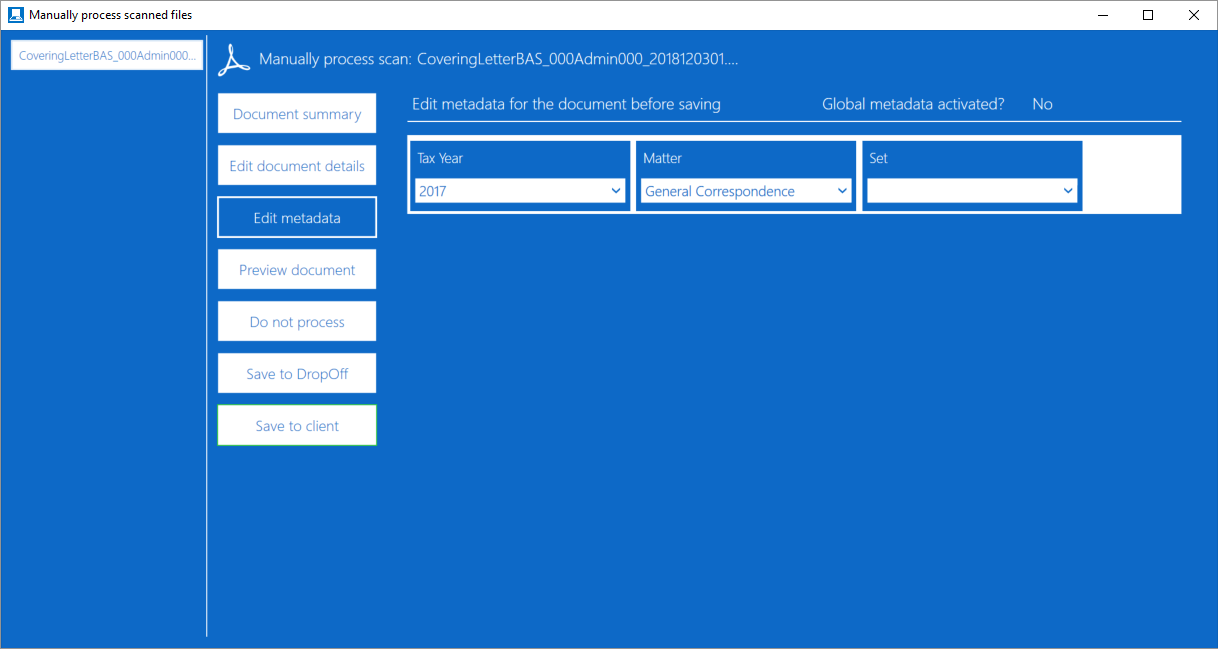 Manually process scanned files
CoveringLetterBAS_000Admin000...
Manually process scan: CoveringLetterBAS_000Admin000_2018120301....
Document summary
Edit document details
Edit metadata
Preview document
Do not process
Save to DropOff
Save to client
Edit metadata for the document before saving
Global metadata activated? No
Tax Year
2017
Matter
General Correspondence
Set